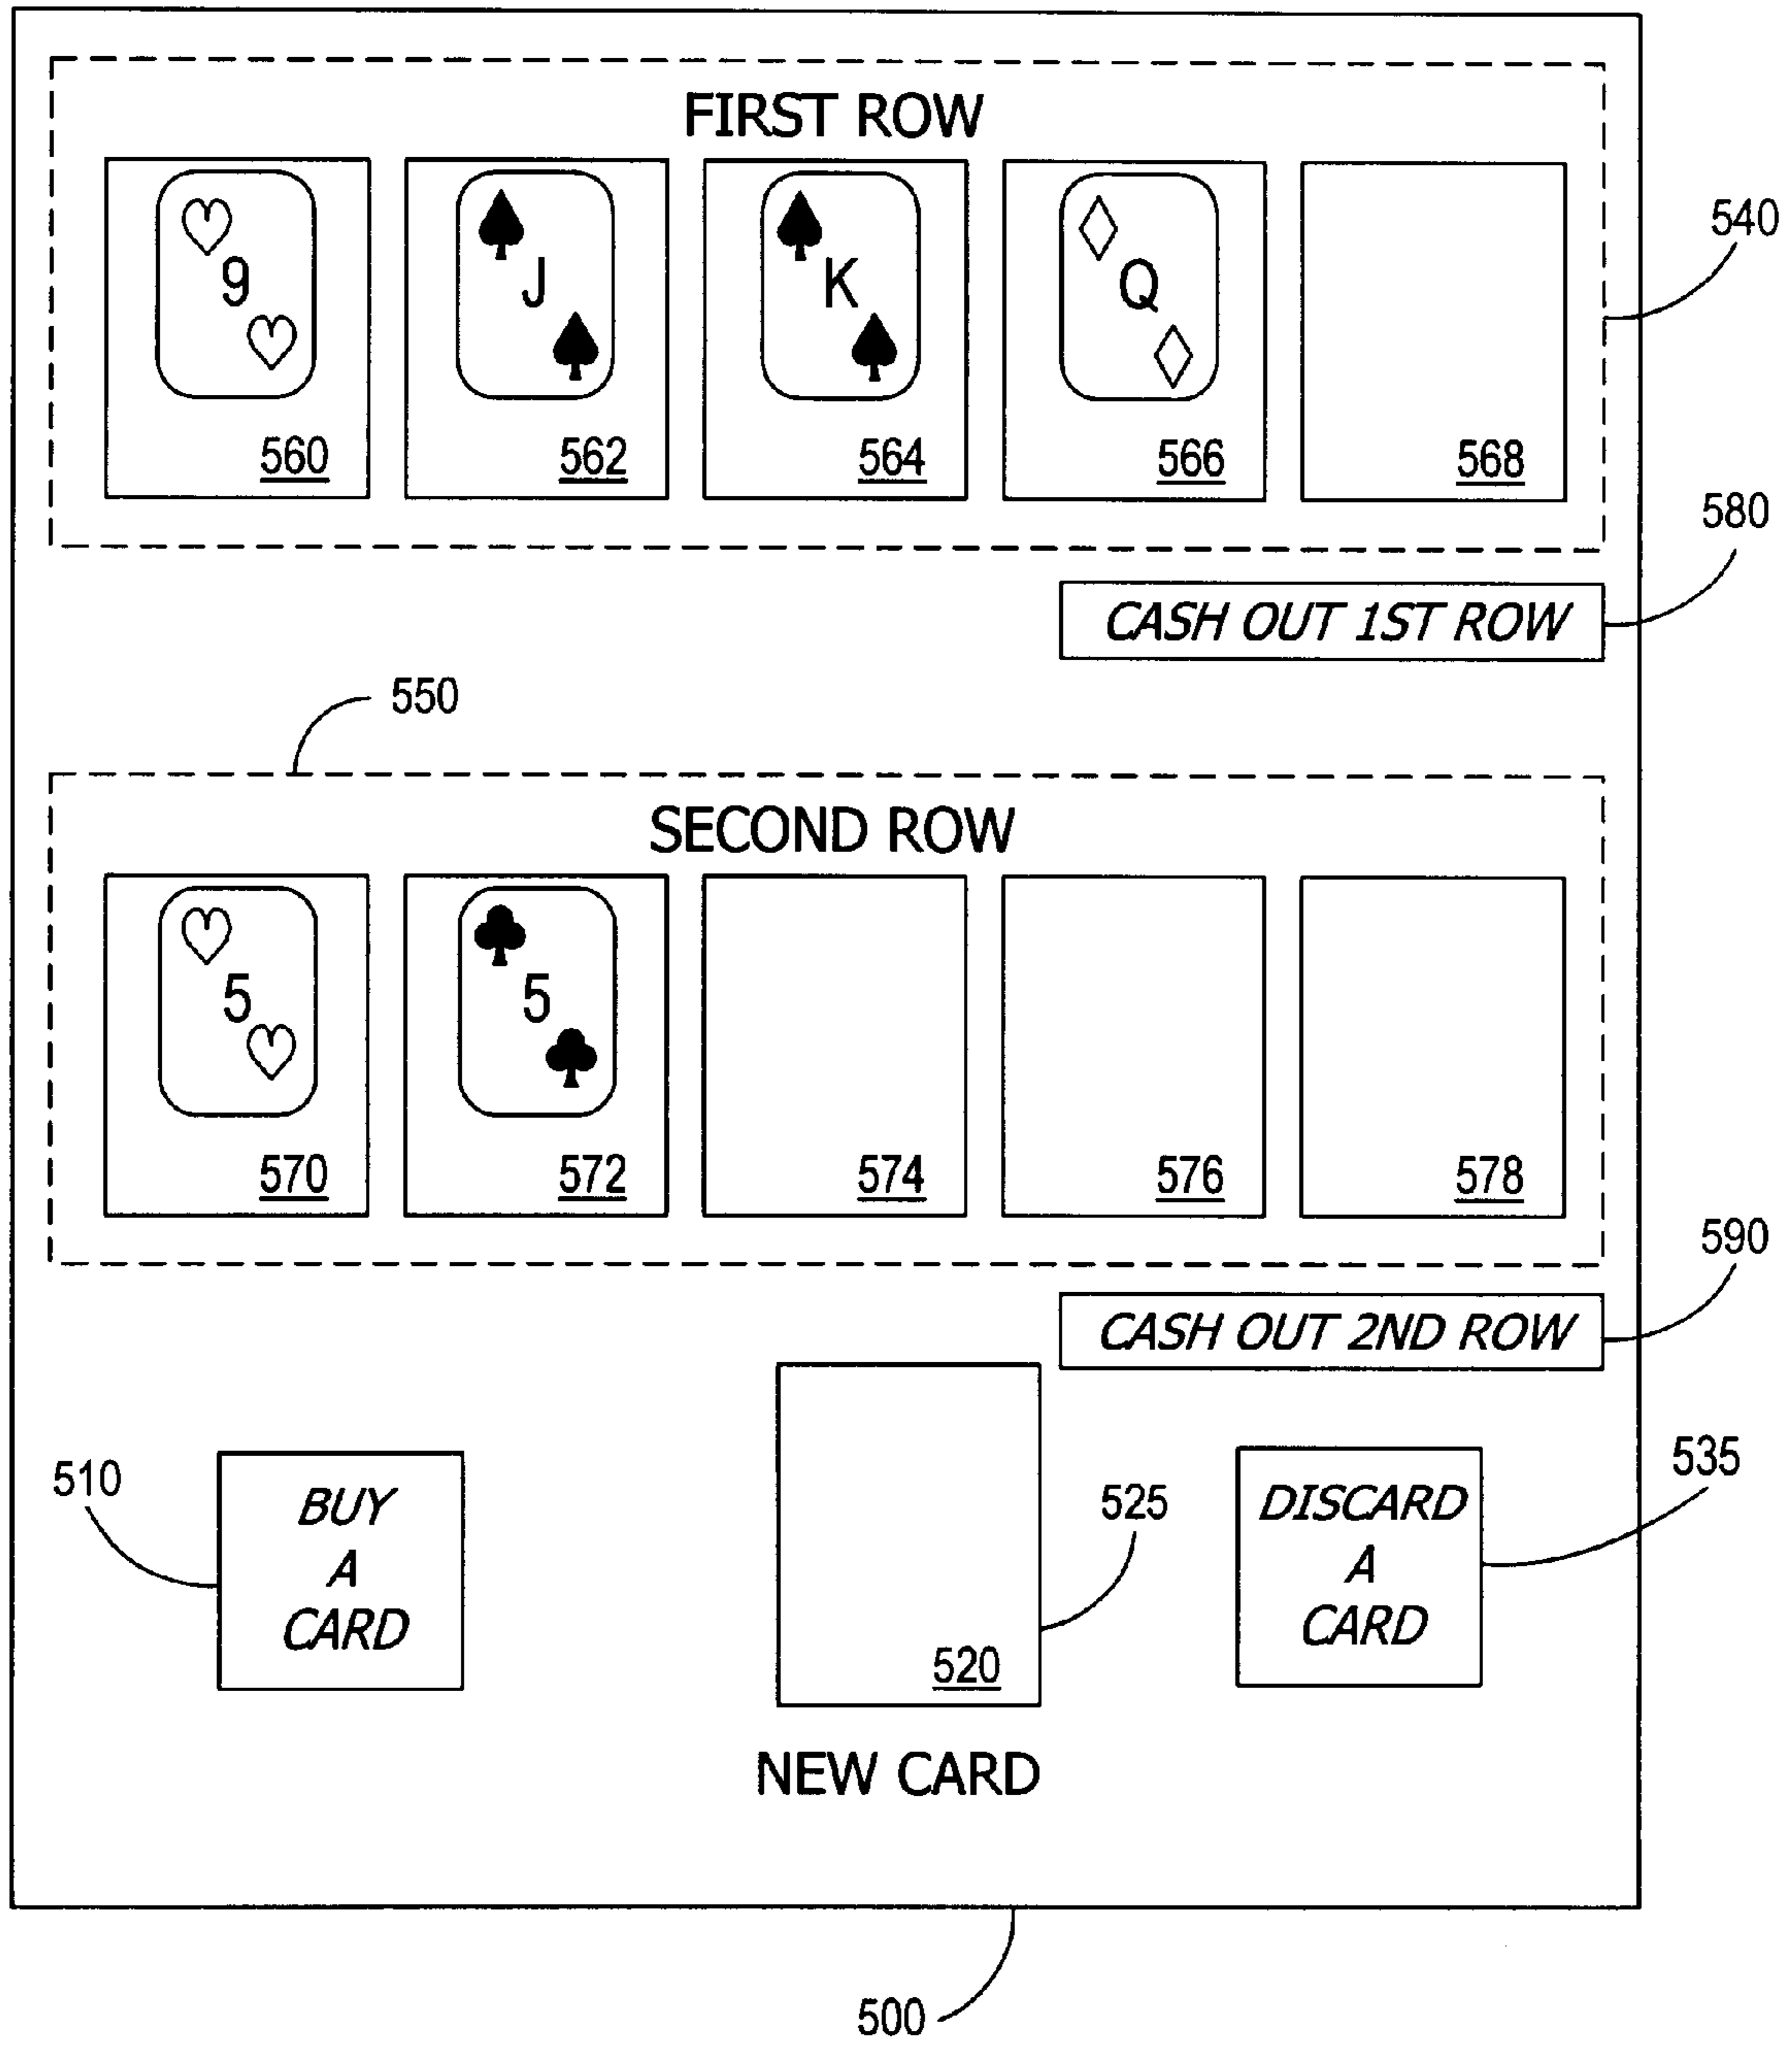 FIRST ROW
9
J
K
Q
560
562
564
566
568
540
580
CASH OUT 1ST ROW
550
SECOND ROW
5
5
570
572
574
576
578
590
CASH OUT 2ND ROW
510
BUY
A
CARD
520
525
DISCARD
A
CARD
535
NEW CARD
500